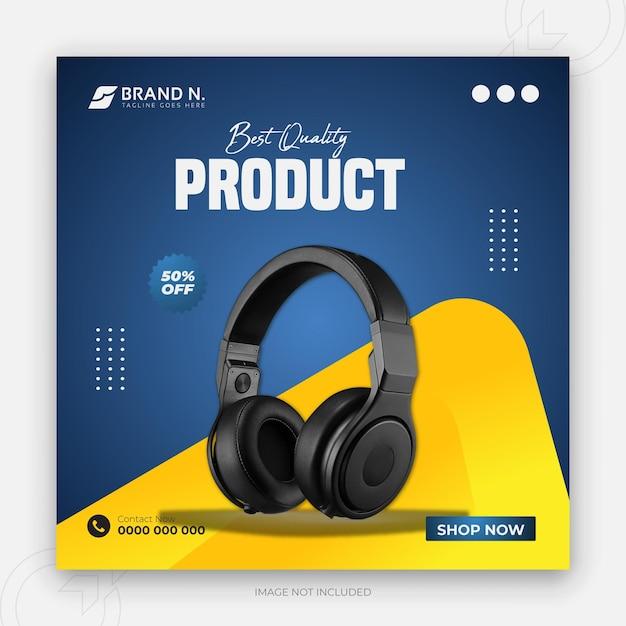 BRAND N.
TAGLINE GOES HERE
Best Quality
PRODUCT
50%
OFF
Contact Now
0000 000 000
SHOP NOW
IMAGE NOT INCLUDED